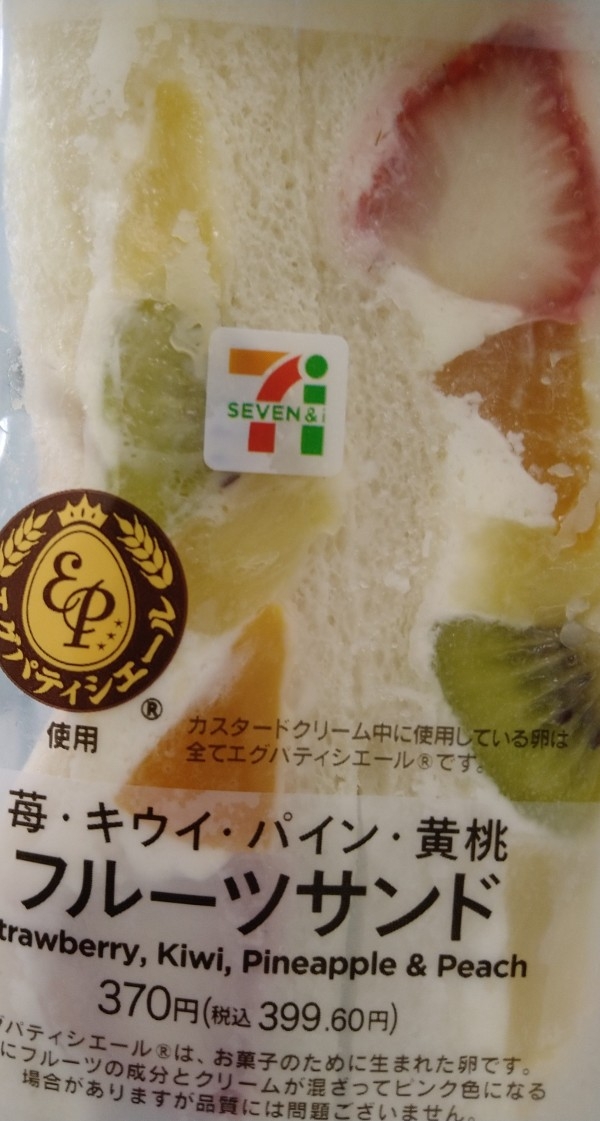 SEVEN&i
EP
エグパティシエール
®
使用
カスタードクリーム中に使用している卵は
全てエグパティシエール®です。
苺・キウイ・パイン・黄桃
フルーツサンド
trawberry, Kiwi, Pineapple & Peach
370円(税込 399.60円)
グパティシエール®は、お菓子のために生まれた卵です。
にフルーツの成分とクリームが混ざってピンク色になる
場合がありますが品質には問題ございません。